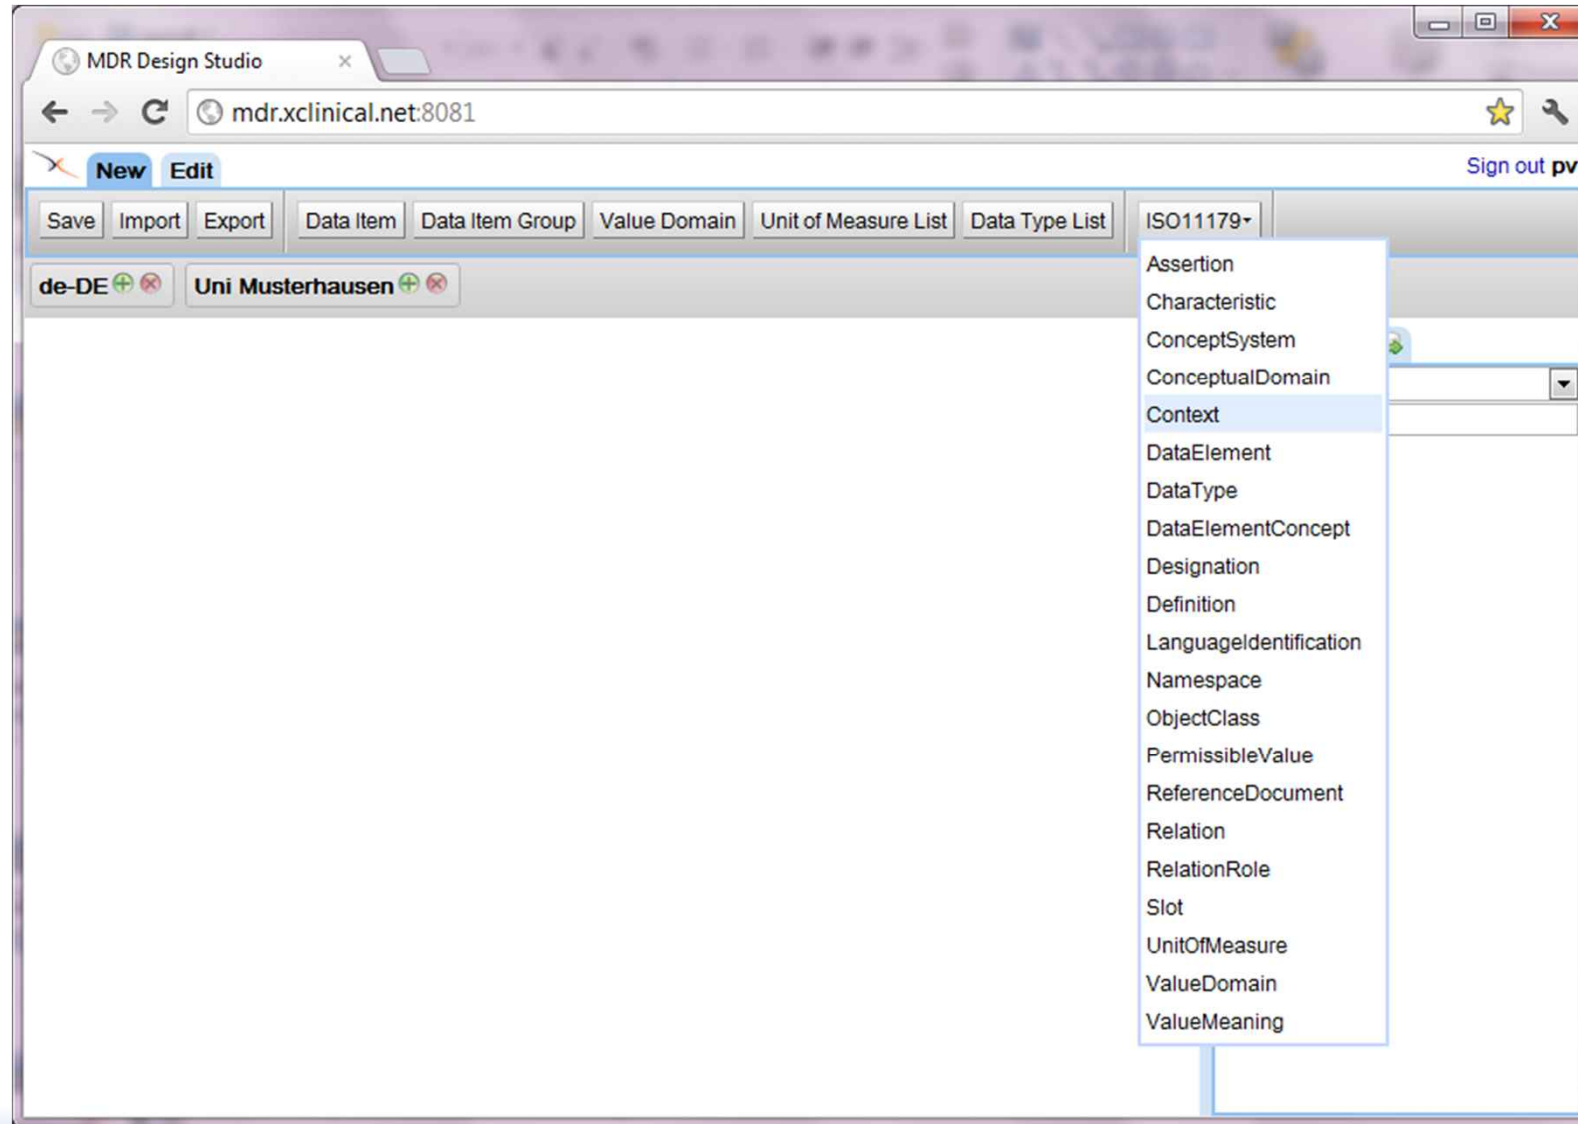 MDR Design Studio
mdr.xclinical.net:8081
New Edit Sign out pv
Save Import Export Data Item Data Item Group Value Domain Unit of Measure List Data Type List ISO11179
de-DE Uni Musterhausen
Assertion
Characteristic
ConceptSystem
ConceptualDomain
Context
DataElement
DataType
DataElementConcept
Designation
Definition
LanguageIdentification
Namespace
ObjectClass
PermissibleValue
ReferenceDocument
Relation
RelationRole
Slot
UnitOfMeasure
ValueDomain
ValueMeaning